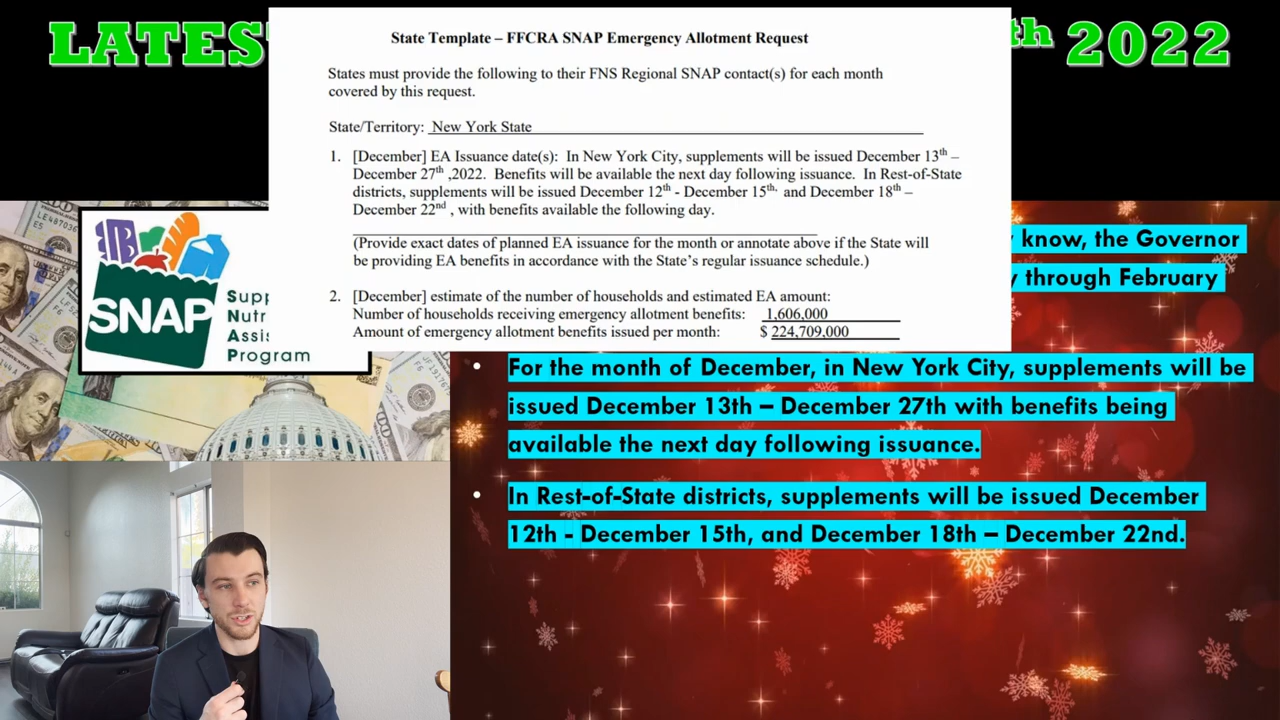 LATES
th 2022
State Template – FFCRA SNAP Emergency Allotment Request
States must provide the following to their FNS Regional SNAP contact(s) for each month
covered by this request.
State/Territory: New York State
1. [December] EA Issuance date(s): In New York City, supplements will be issued December 13th –
December 27th ,2022. Benefits will be available the next day following issuance. In Rest-of-State
districts, supplements will be issued December 12th - December 15th, and December 18th –
December 22nd , with benefits available the following day.
(Provide exact dates of planned EA issuance for the month or annotate above if the State will
be providing EA benefits in accordance with the State's regular issuance schedule.)
2. [December] estimate of the number of households and estimated EA amount:
Number of households receiving emergency allotment benefits: 1,606,000
Amount of emergency allotment benefits issued per month: $ 224,709,000
SNAP
Supp
Nutr
Assis
Program
know, the Governor
through February
• For the month of December, in New York City, supplements will be
issued December 13th – December 27th with benefits being
available the next day following issuance.
• In Rest-of-State districts, supplements will be issued December
12th - December 15th, and December 18th – December 22nd.